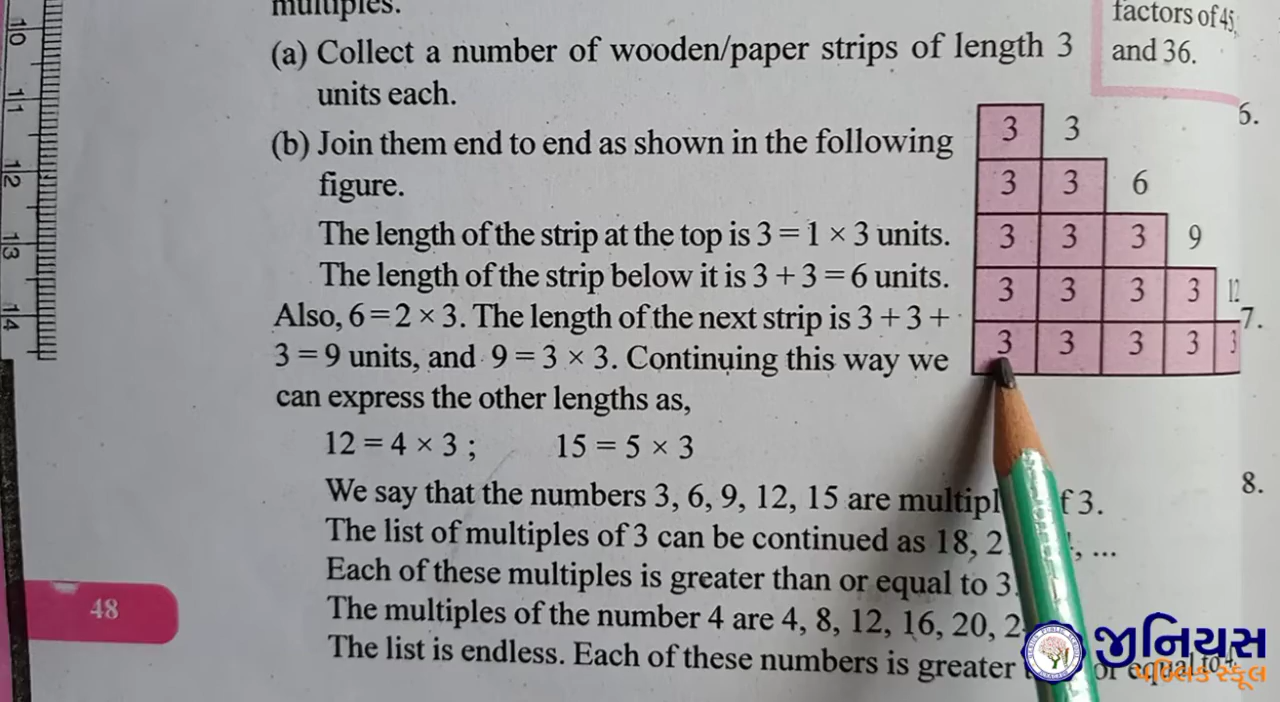 multiples.
(a) Collect a number of wooden/paper strips of length 3
units each.
(b) Join them end to end as shown in the following
figure.
The length of the strip at the top is 3 = 1 × 3 units.
The length of the strip below it is 3 + 3 = 6 units.
Also, 6 = 2 × 3. The length of the next strip is 3 + 3 +
3 = 9 units, and 9 = 3 × 3. Continuing this way we
can express the other lengths as,
12 = 4 × 3 ; 15 = 5 × 3
We say that the numbers 3, 6, 9, 12, 15 are multipl f 3.
The list of multiples of 3 can be continued as 18, 2 , ...
Each of these multiples is greater than or equal to 3
The multiples of the number 4 are 4, 8, 12, 16, 20, 2
The list is endless. Each of these numbers is greater or equal to 4.
factors of 45,
and 36.
3 3
3 3 6
3 3 3 9
3 3 3 3 12
3 3 3 3 3
6.
7.
8.
10
11
12
13
14
48
જીનિયસ
પબ્લિક સ્કૂલ